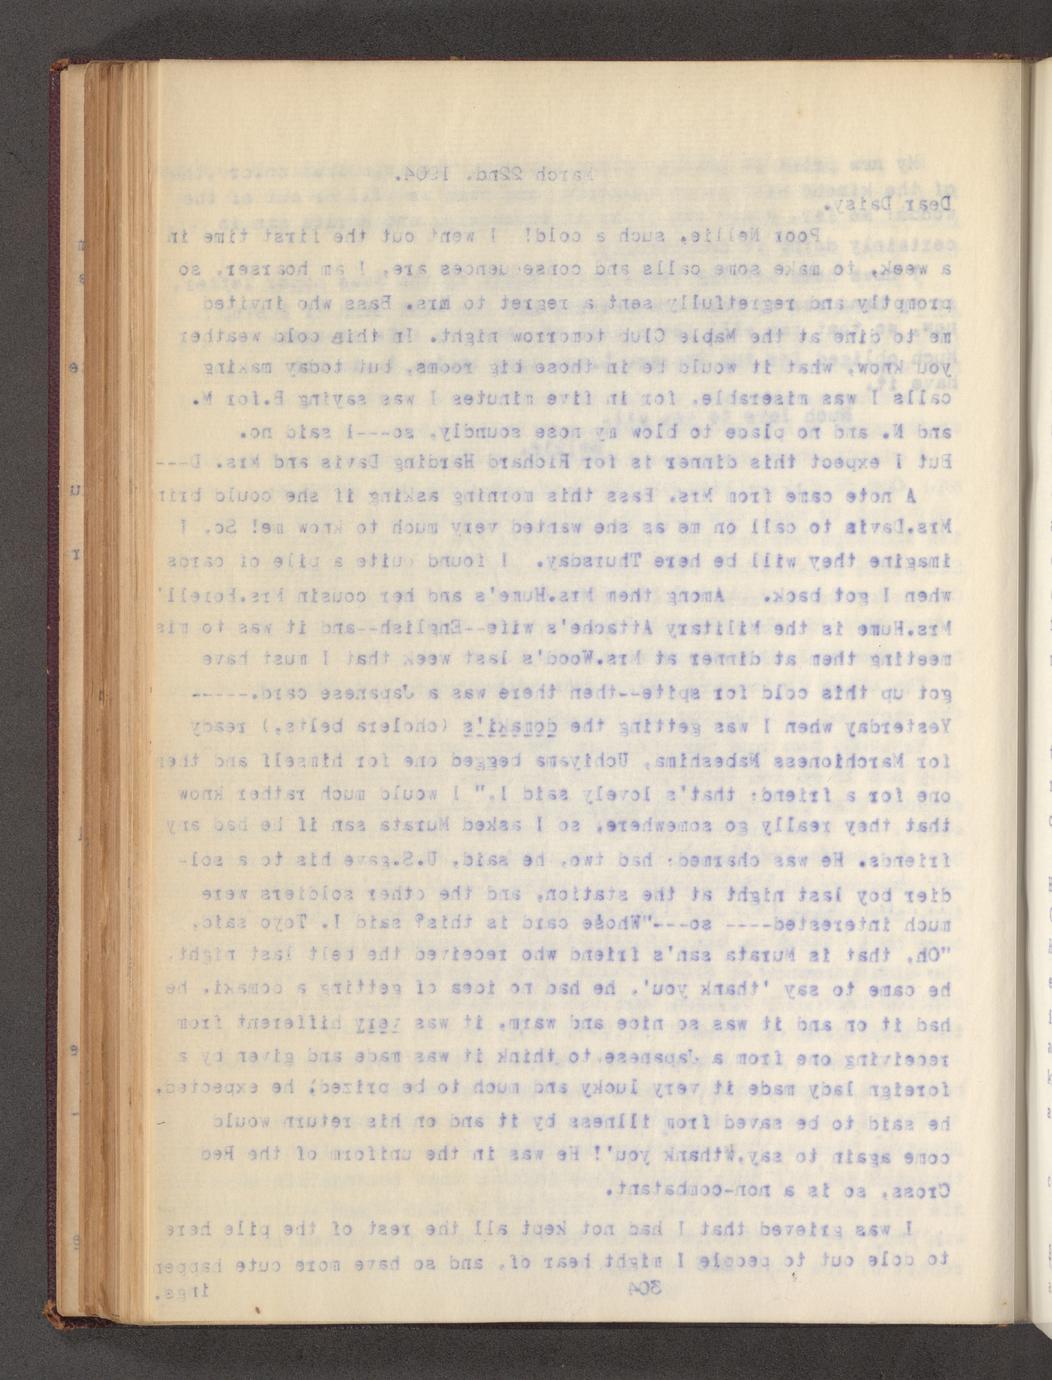 March 22nd. 1904.
Dear Daisy.
Poor Nellie, such a cold! I went out the first time in
a week, to make some calls and consequences are, I am hoarser, so
promptly and regretfully sent a regret to Mrs. Bass who invited
me to dine at the Maple Club tomorrow night. In this cold weather
you know, what it would be in those big rooms, but today making
calls I was miserable, for in five minutes I was saying B.for M.
and N. and no place to blow my nose soundly, so---I said no.
But I expect this dinner is for Richard Harding Davis and Mrs. D---
A note came from Mrs. Bass this morning asking if she could brin
Mrs.Davis to call on me as she wanted very much to know me! So, I
imagine they will be here Thursday. I found quite a pile of cards
when I got back. Among them Mrs.Hume's and her cousin Mrs.
Mrs.Hume is the Military Attache's wife--English--and it was to mis
meeting them at dinner at Mrs.Wood's last week that I must have
got up this cold for spite--then there was a Japanese card.-----
Yesterday when I was getting the domaki's (cholera belts,) ready
for Marchioness Nabeshima, Uchiyama begged one for himself and then
one for a friend; that's lovely said I," I would much rather know
that they really go somewhere, so I asked Murata san if he had any
friends. He was charmed; had two, he said, U.S.gave his to a sol-
dier boy last night at the station, and the other soldiers were
much interested---- so---"Whose card is this? said I. Toyo said,
"Oh, that is Murata san's friend who received the belt last night,
he came to say 'thank you', he had no idea of getting a domaki, he
had it on and it was so nice and warm, it was very different from
receiving one from a Japanese,to think it was made and given by a
foreign lady made it very lucky and much to be prized; he expected,
he said to be saved from illness by it and on his return would
come again to say,'thank you'! He was in the uniform of the Red
Cross, so is a non-combatant.
I was grieved that I had not kept all the rest of the pile here
to dole out to people I might hear of, and so have more cute happen
ings.
304